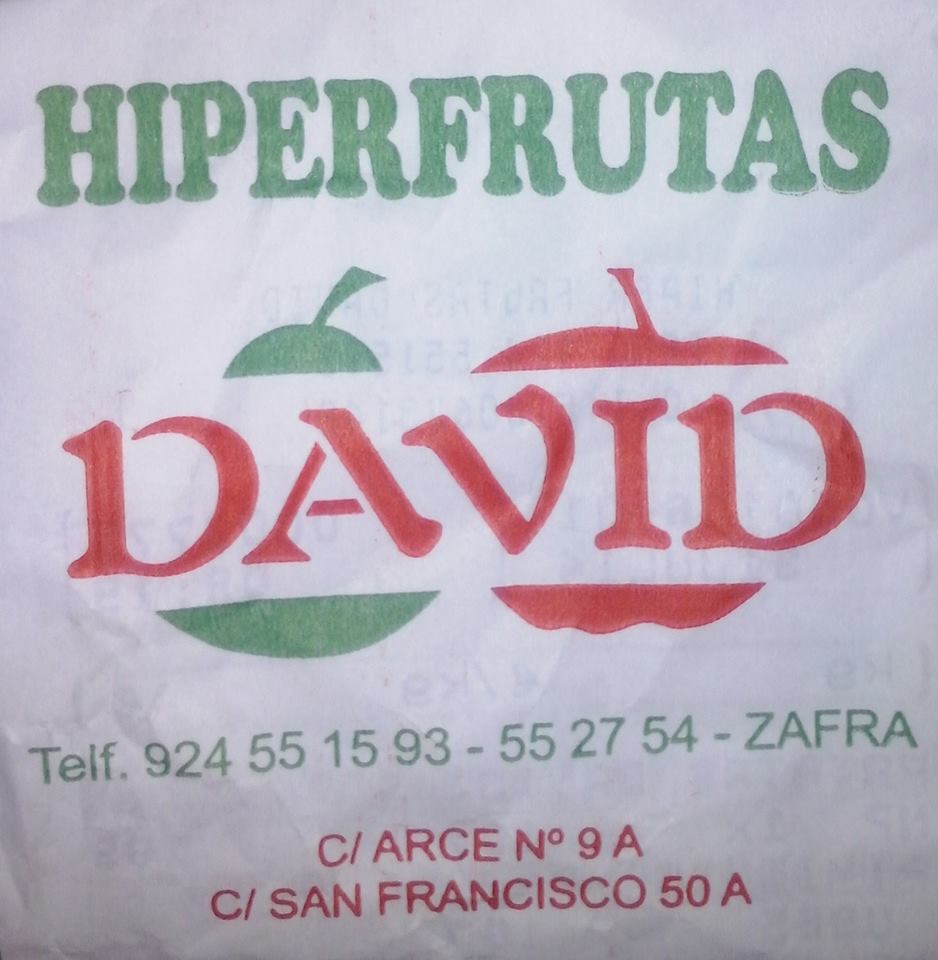 HIPERFRUTAS
DAVID
Telf. 924 55 15 93 - 55 27 54 - ZAFRA
C/ ARCE Nº 9 A
C/ SAN FRANCISCO 50 A